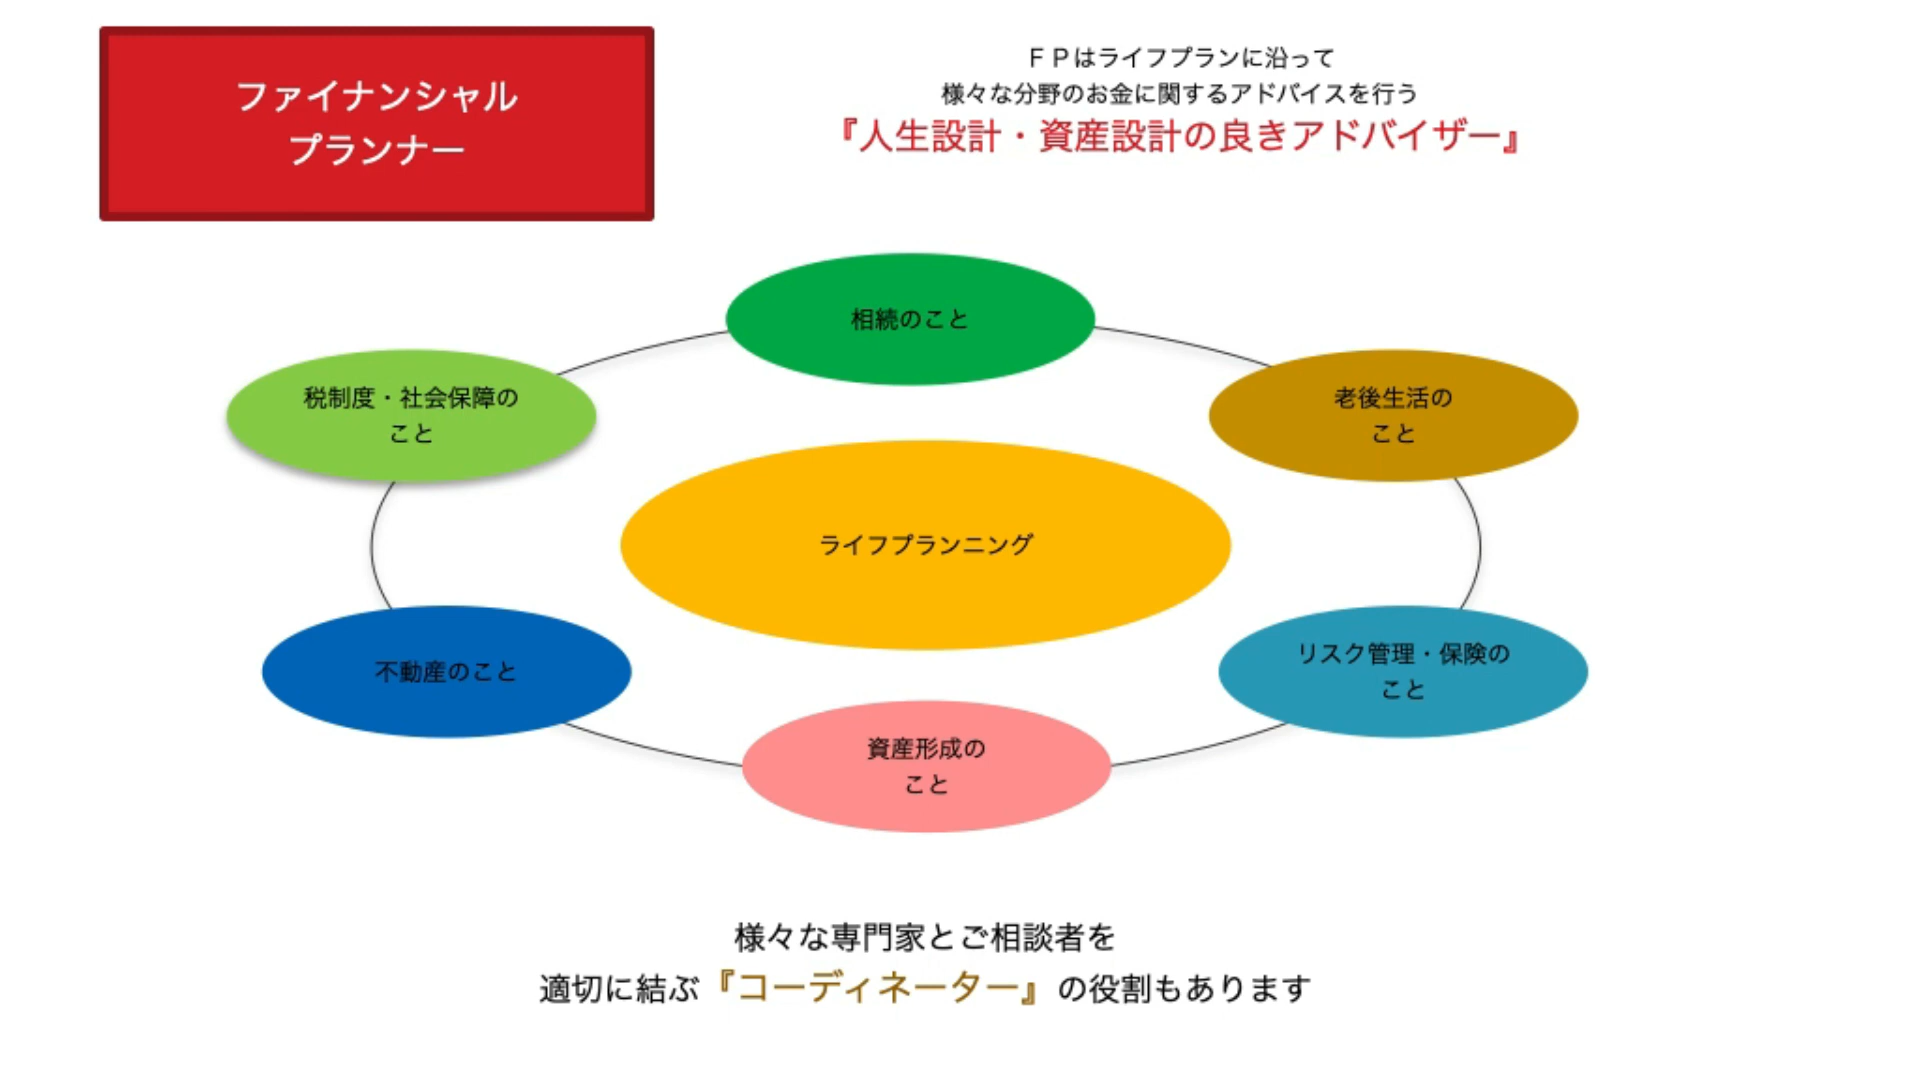 ファイナンシャル
プランナー
ＦＰはライフプランに沿って
様々な分野のお金に関するアドバイスを行う
『人生設計・資産設計の良きアドバイザー』
相続のこと
税制度・社会保障の
こと
老後生活の
こと
ライフプランニング
不動産のこと
リスク管理・保険の
こと
資産形成の
こと
様々な専門家とご相談者を
適切に結ぶ『コーディネーター』の役割もあります